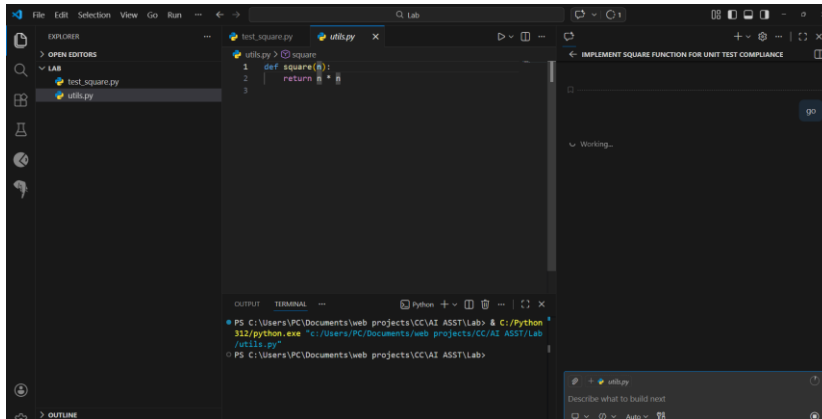 File Edit Selection View Go Run ··· Lab 1
EXPLORER ···
OPEN EDITORS
LAB
test_square.py
utils.py
OUTLINE
test_square.py utils.py
utils.py > square
1 def square(n):
2 return n * n
3
OUTPUT TERMINAL ··· Python
PS C:\Users\PC\Documents\web projects\CC\AI ASST\Lab> & C:/Python
312/python.exe "c:/Users/PC/Documents/web projects/CC/AI ASST/Lab
/utils.py"
PS C:\Users\PC\Documents\web projects\CC\AI ASST\Lab>
IMPLEMENT SQUARE FUNCTION FOR UNIT TEST COMPLIANCE
go
Working...
utils.py
Describe what to build next
Auto